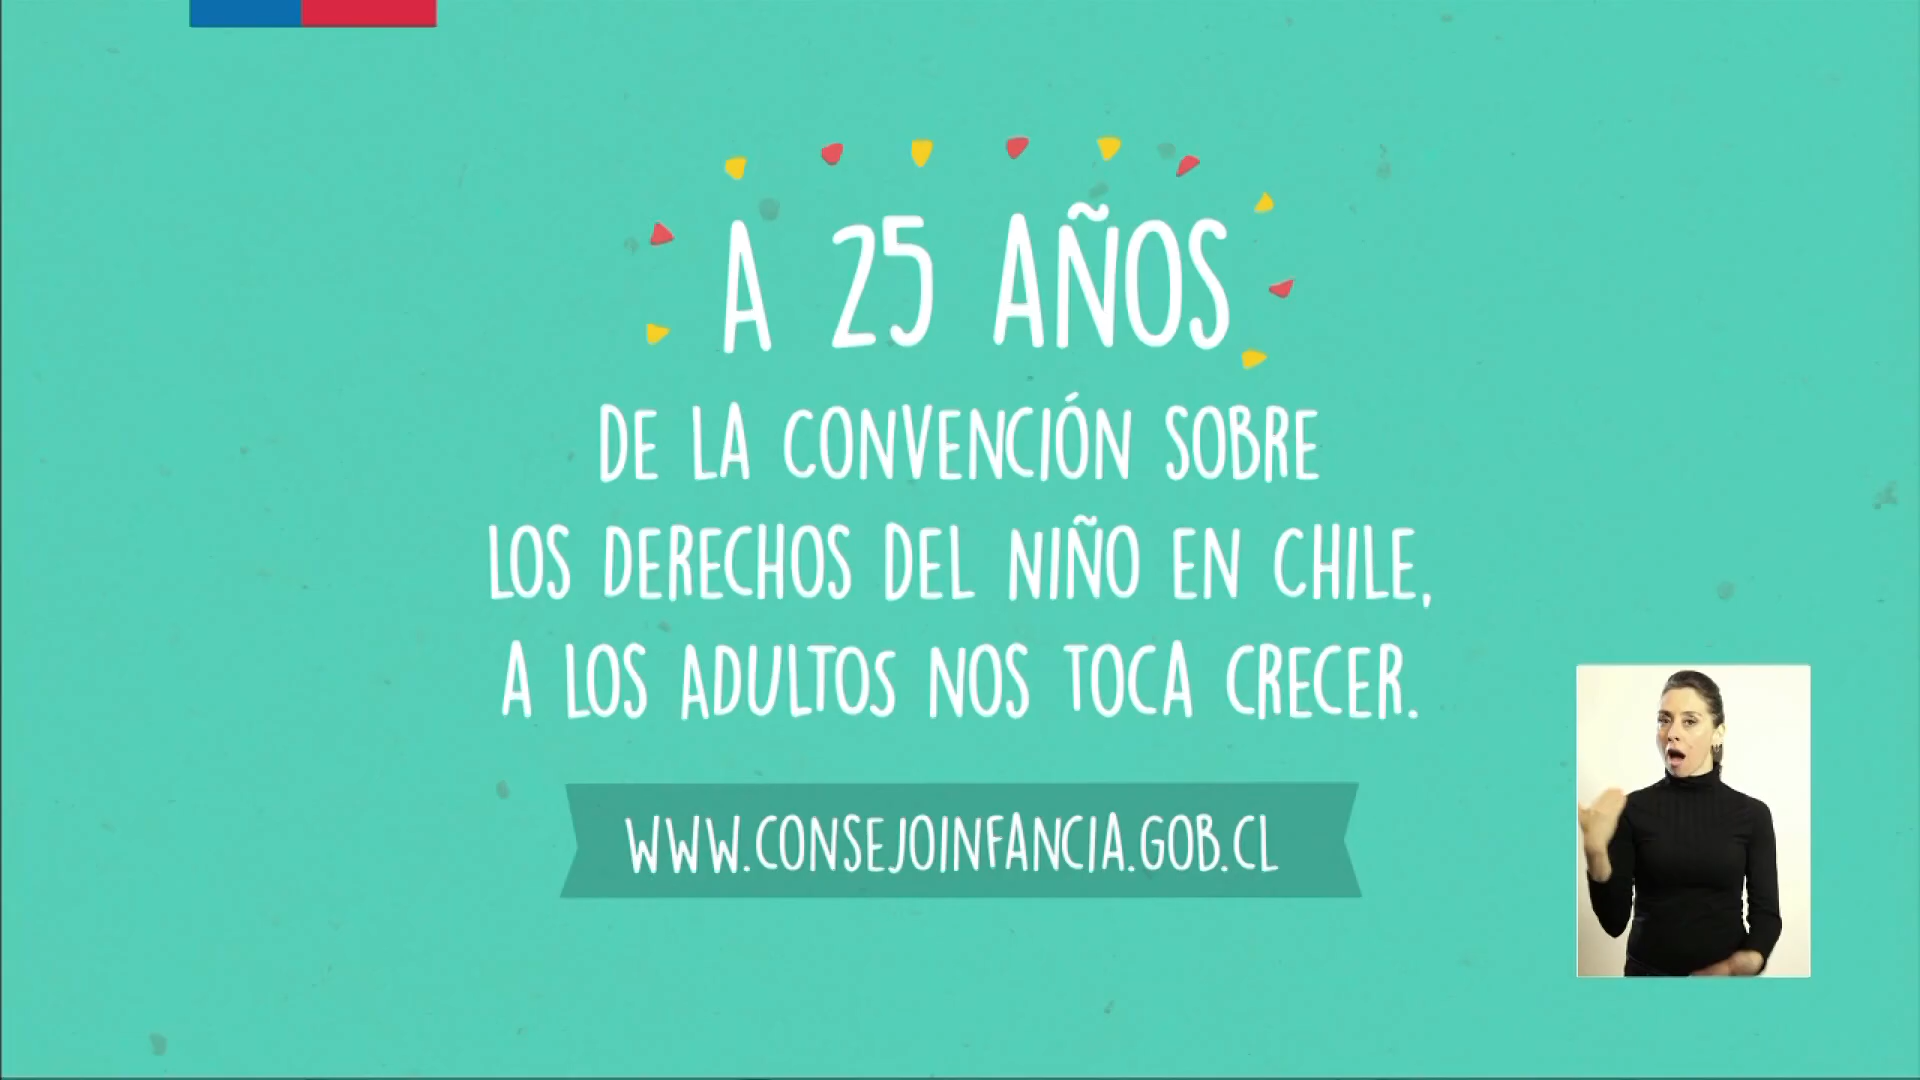 A 25 AÑOS
DE LA CONVENCIÓN SOBRE
LOS DERECHOS DEL NIÑO EN CHILE,
A LOS ADULTOS NOS TOCA CRECER.
WWW.CONSEJOINFANCIA.GOB.CL